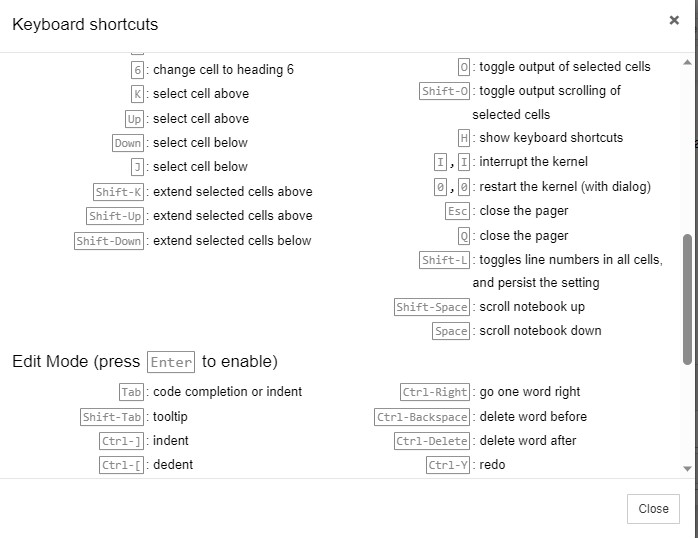 Keyboard shortcuts
×
6 : change cell to heading 6
K : select cell above
Up : select cell above
Down : select cell below
J : select cell below
Shift-K : extend selected cells above
Shift-Up : extend selected cells above
Shift-Down : extend selected cells below
O : toggle output of selected cells
Shift-O : toggle output scrolling of
selected cells
H : show keyboard shortcuts
I , I : interrupt the kernel
0 , 0 : restart the kernel (with dialog)
Esc : close the pager
Q : close the pager
Shift-L : toggles line numbers in all cells,
and persist the setting
Shift-Space : scroll notebook up
Space : scroll notebook down
Edit Mode (press Enter to enable)
Tab : code completion or indent
Shift-Tab : tooltip
Ctrl-] : indent
Ctrl-[ : dedent
Ctrl-Right : go one word right
Ctrl-Backspace : delete word before
Ctrl-Delete : delete word after
Ctrl-Y : redo
Close